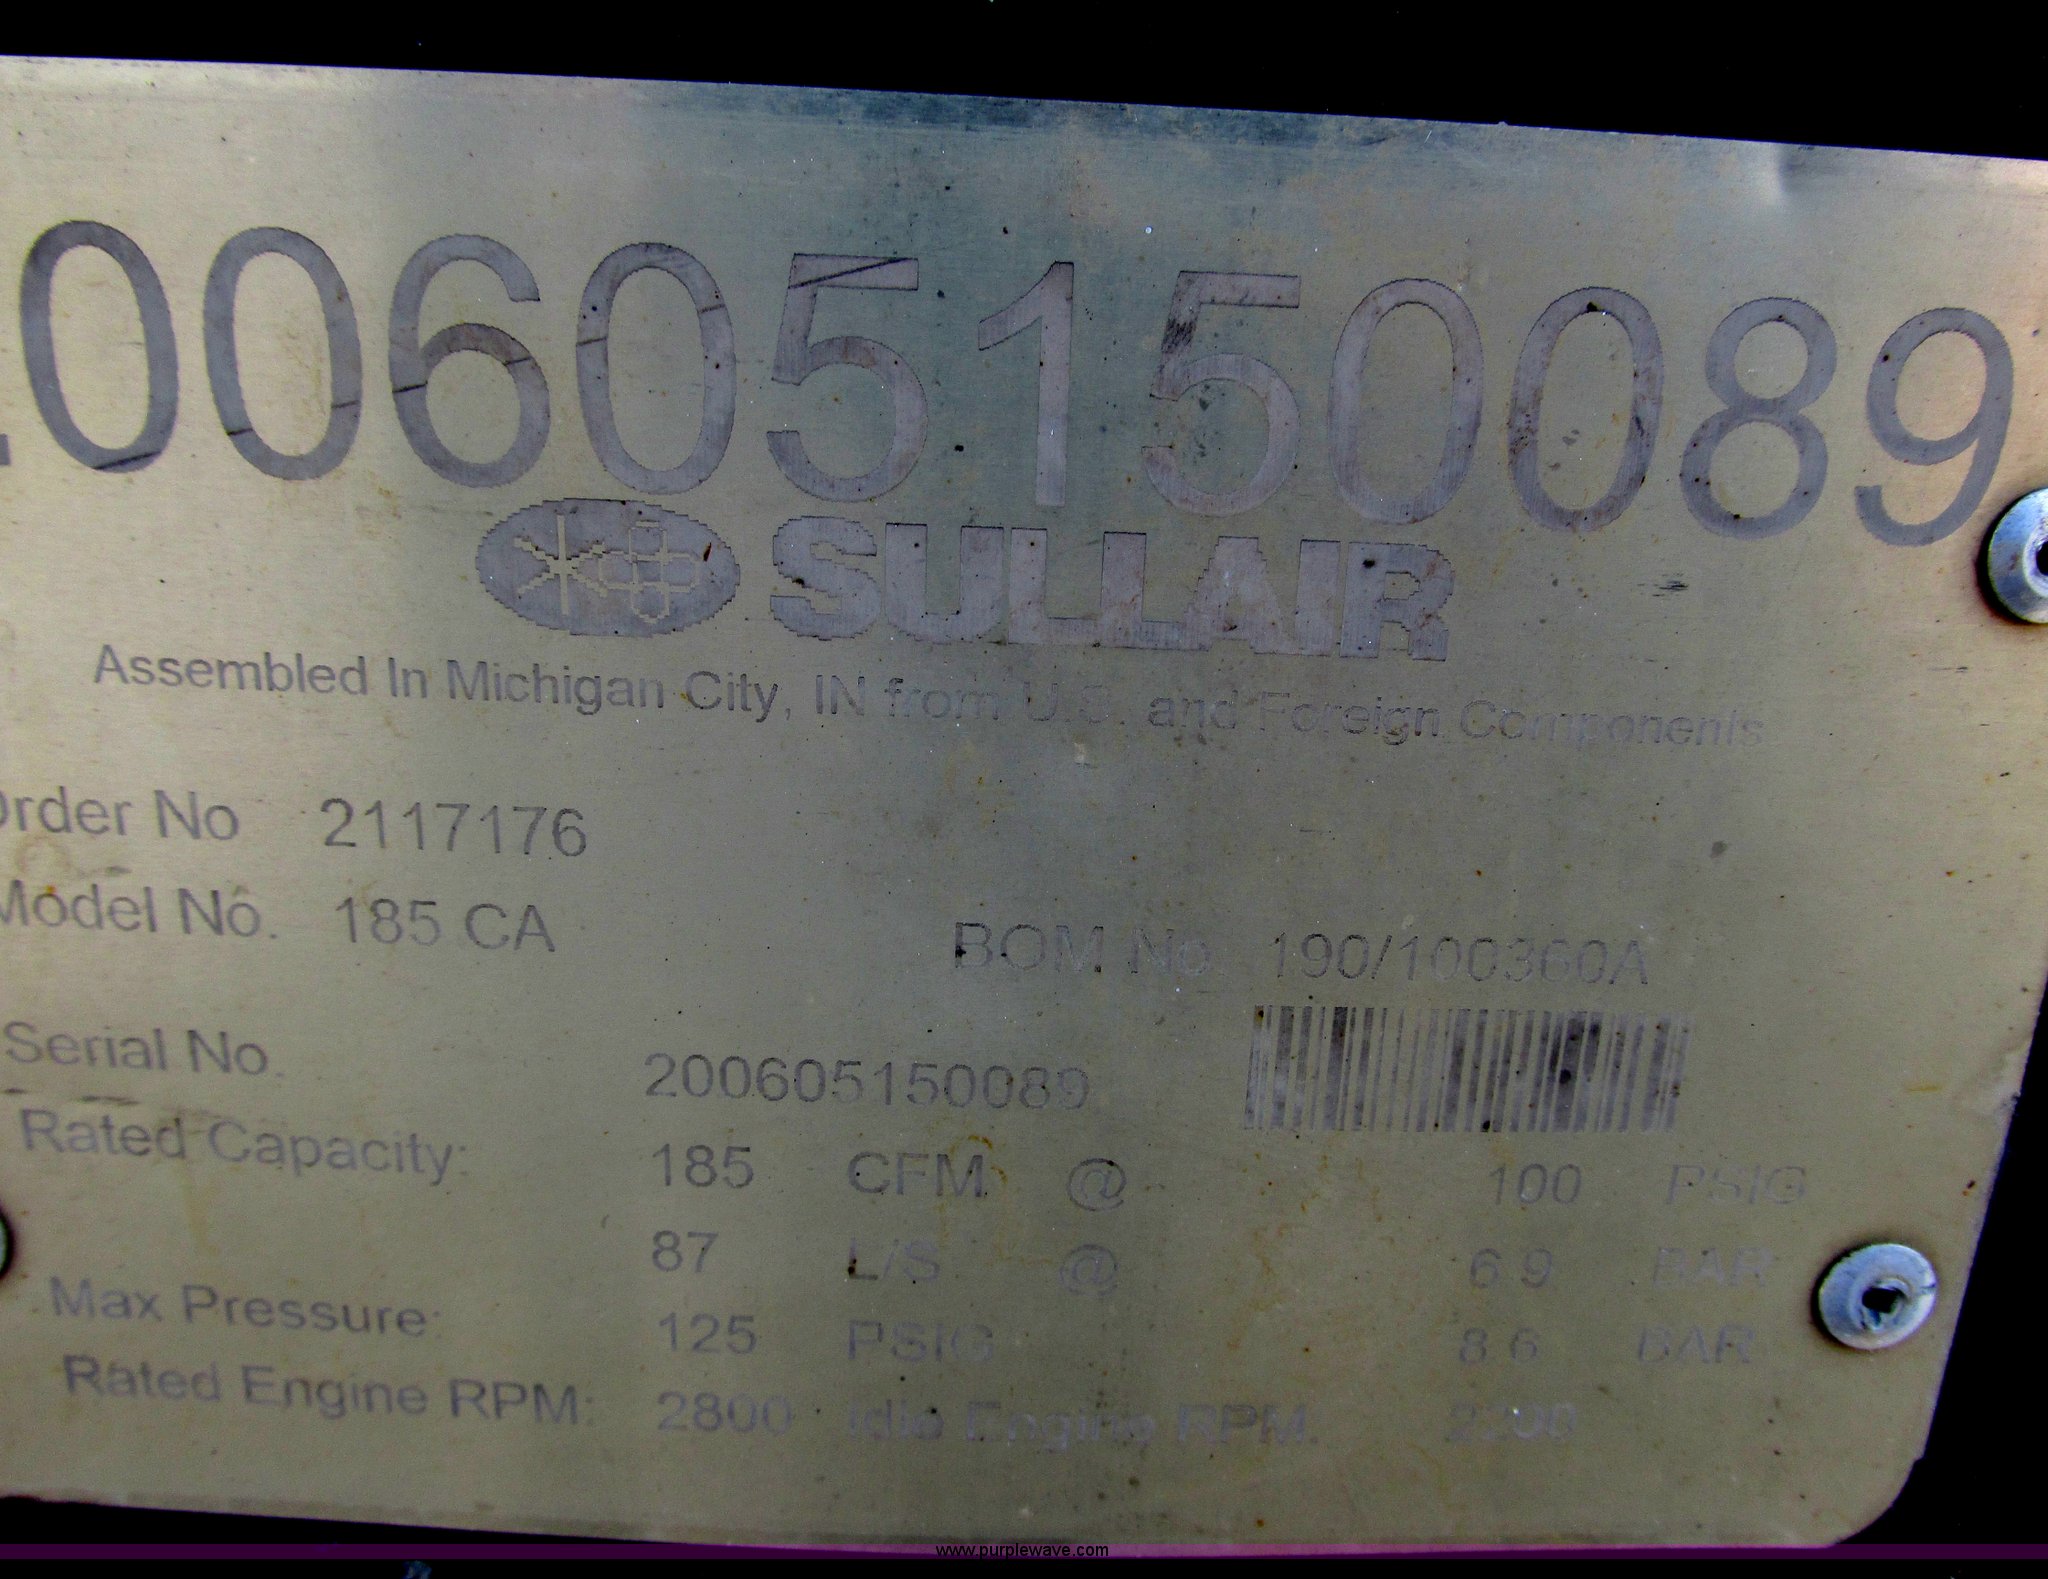 00605150089
SULLAIR
Assembled In Michigan City, IN from U.S. and Foreign Components
Order No 2117176
Model No. 185 CA
BOM No. 190/100360A
Serial No. 200605150089
Rated Capacity: 185 CFM @ 100 PSIG
87 L/S @ 6.9 BAR
Max Pressure: 125 PSIG 8.6 BAR
Rated Engine RPM: 2800 Idle Engine RPM: 2200
www.purplewave.com